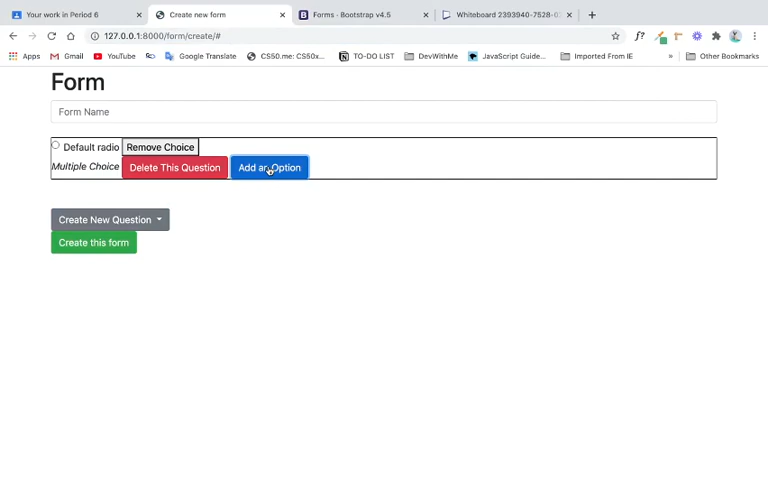 Your work in Period 6
Create new form
Forms · Bootstrap v4.5
Whiteboard 2393940-7528-0
127.0.0.1:8000/form/create/#
Apps
Gmail
YouTube
Google Translate
CS50.me: CS50x...
TO-DO LIST
DevWithMe
JavaScript Guide...
Imported From IE
»
Other Bookmarks
Form
Form Name
Default radio Remove Choice
Multiple Choice Delete This Question Add an Option
Create New Question
Create this form